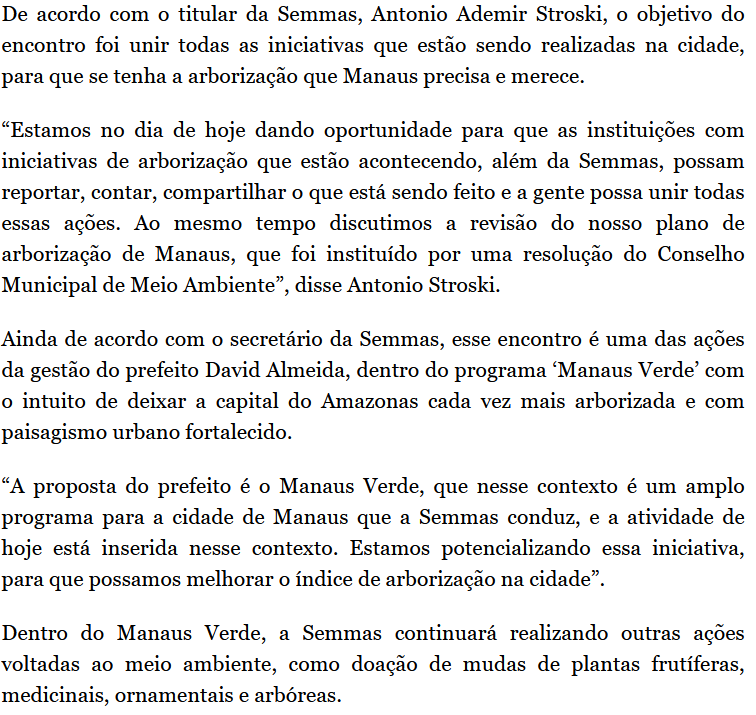 De acordo com o titular da Semmas, Antonio Ademir Stroski, o objetivo do
encontro foi unir todas as iniciativas que estão sendo realizadas na cidade,
para que se tenha a arborização que Manaus precisa e merece.
“Estamos no dia de hoje dando oportunidade para que as instituições com
iniciativas de arborização que estão acontecendo, além da Semmas, possam
reportar, contar, compartilhar o que está sendo feito e a gente possa unir todas
essas ações. Ao mesmo tempo discutimos a revisão do nosso plano de
arborização de Manaus, que foi instituído por uma resolução do Conselho
Municipal de Meio Ambiente”, disse Antonio Stroski.
Ainda de acordo com o secretário da Semmas, esse encontro é uma das ações
da gestão do prefeito David Almeida, dentro do programa ‘Manaus Verde’ com
o intuito de deixar a capital do Amazonas cada vez mais arborizada e com
paisagismo urbano fortalecido.
“A proposta do prefeito é o Manaus Verde, que nesse contexto é um amplo
programa para a cidade de Manaus que a Semmas conduz, e a atividade de
hoje está inserida nesse contexto. Estamos potencializando essa iniciativa,
para que possamos melhorar o índice de arborização na cidade”.
Dentro do Manaus Verde, a Semmas continuará realizando outras ações
voltadas ao meio ambiente, como doação de mudas de plantas frutíferas,
medicinais, ornamentais e arbóreas.